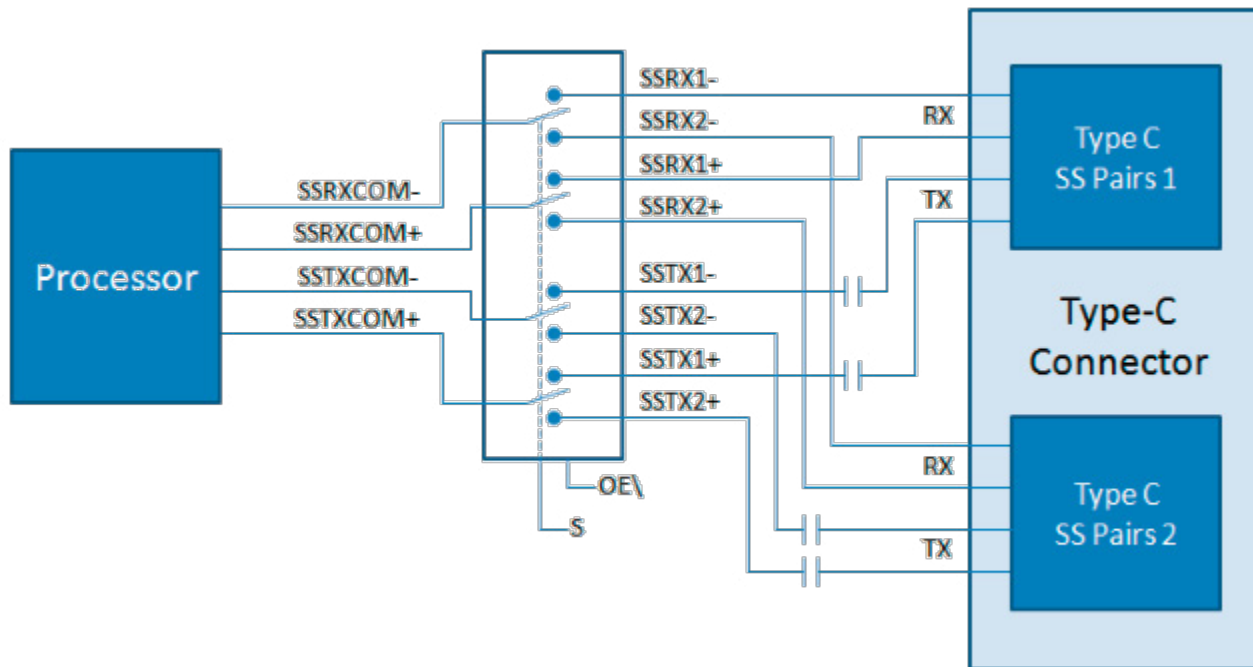 SSRX1-
SSRX2-
SSRX1+
SSRX2+
SSTX1-
SSTX2-
SSTX1+
SSTX2+
SSRXCOM-
SSRXCOM+
SSTXCOM-
SSTXCOM+
Processor
OE\
S
RX
TX
Type C
SS Pairs 1
Type-C
Connector
RX
TX
Type C
SS Pairs 2